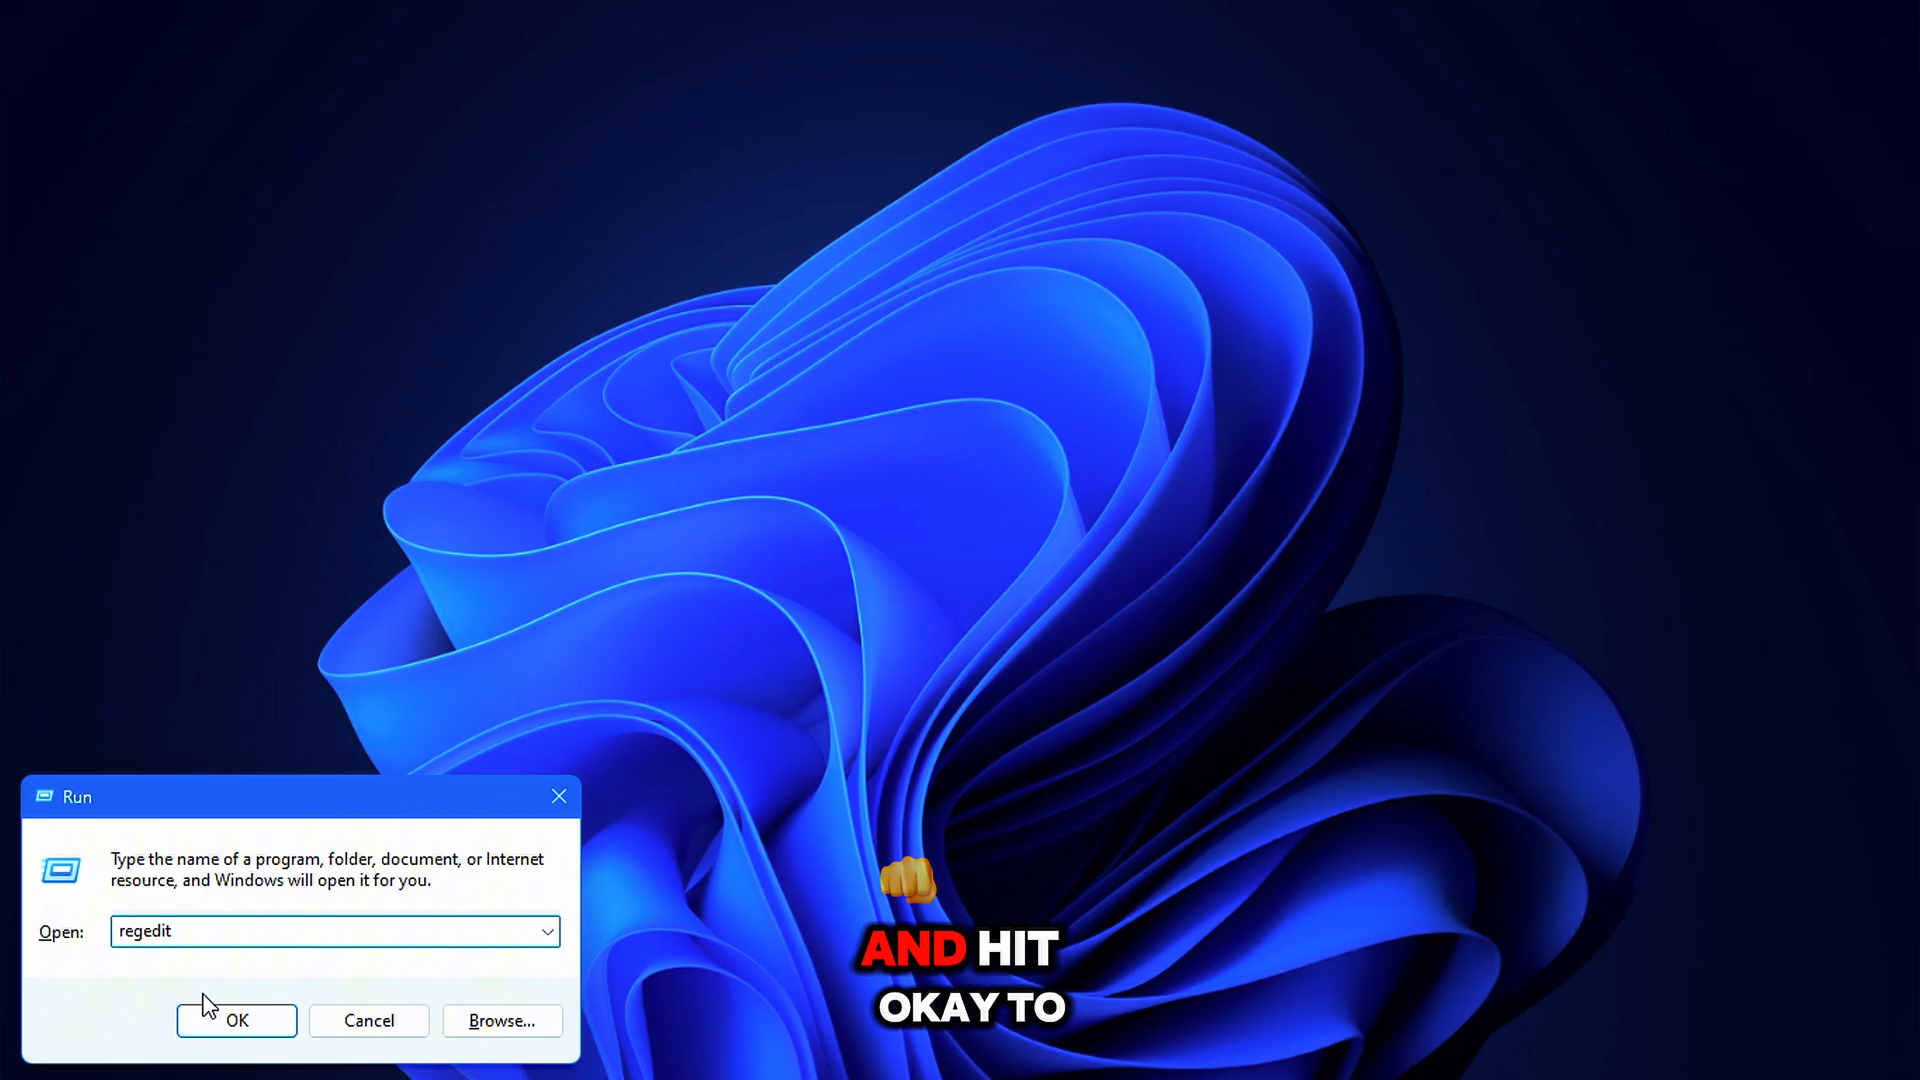 Run
Type the name of a program, folder, document, or Internet
resource, and Windows will open it for you.
Open:
regedit
OK
Cancel
Browse...
AND HIT
OKAY TO